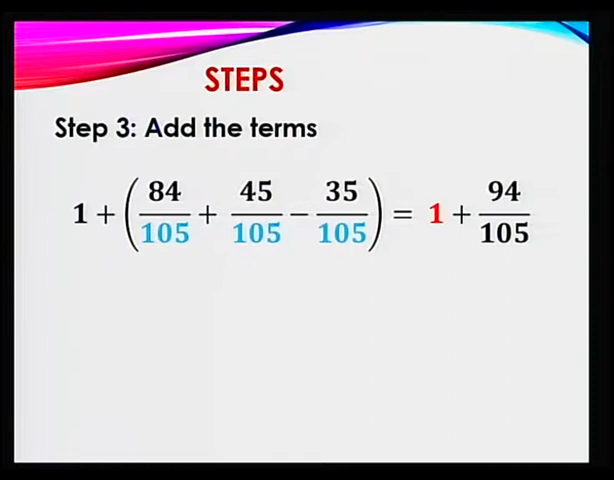 STEPS
Step 3: Add the terms
1 + (84/105 + 45/105 − 35/105) = 1 + 94/105